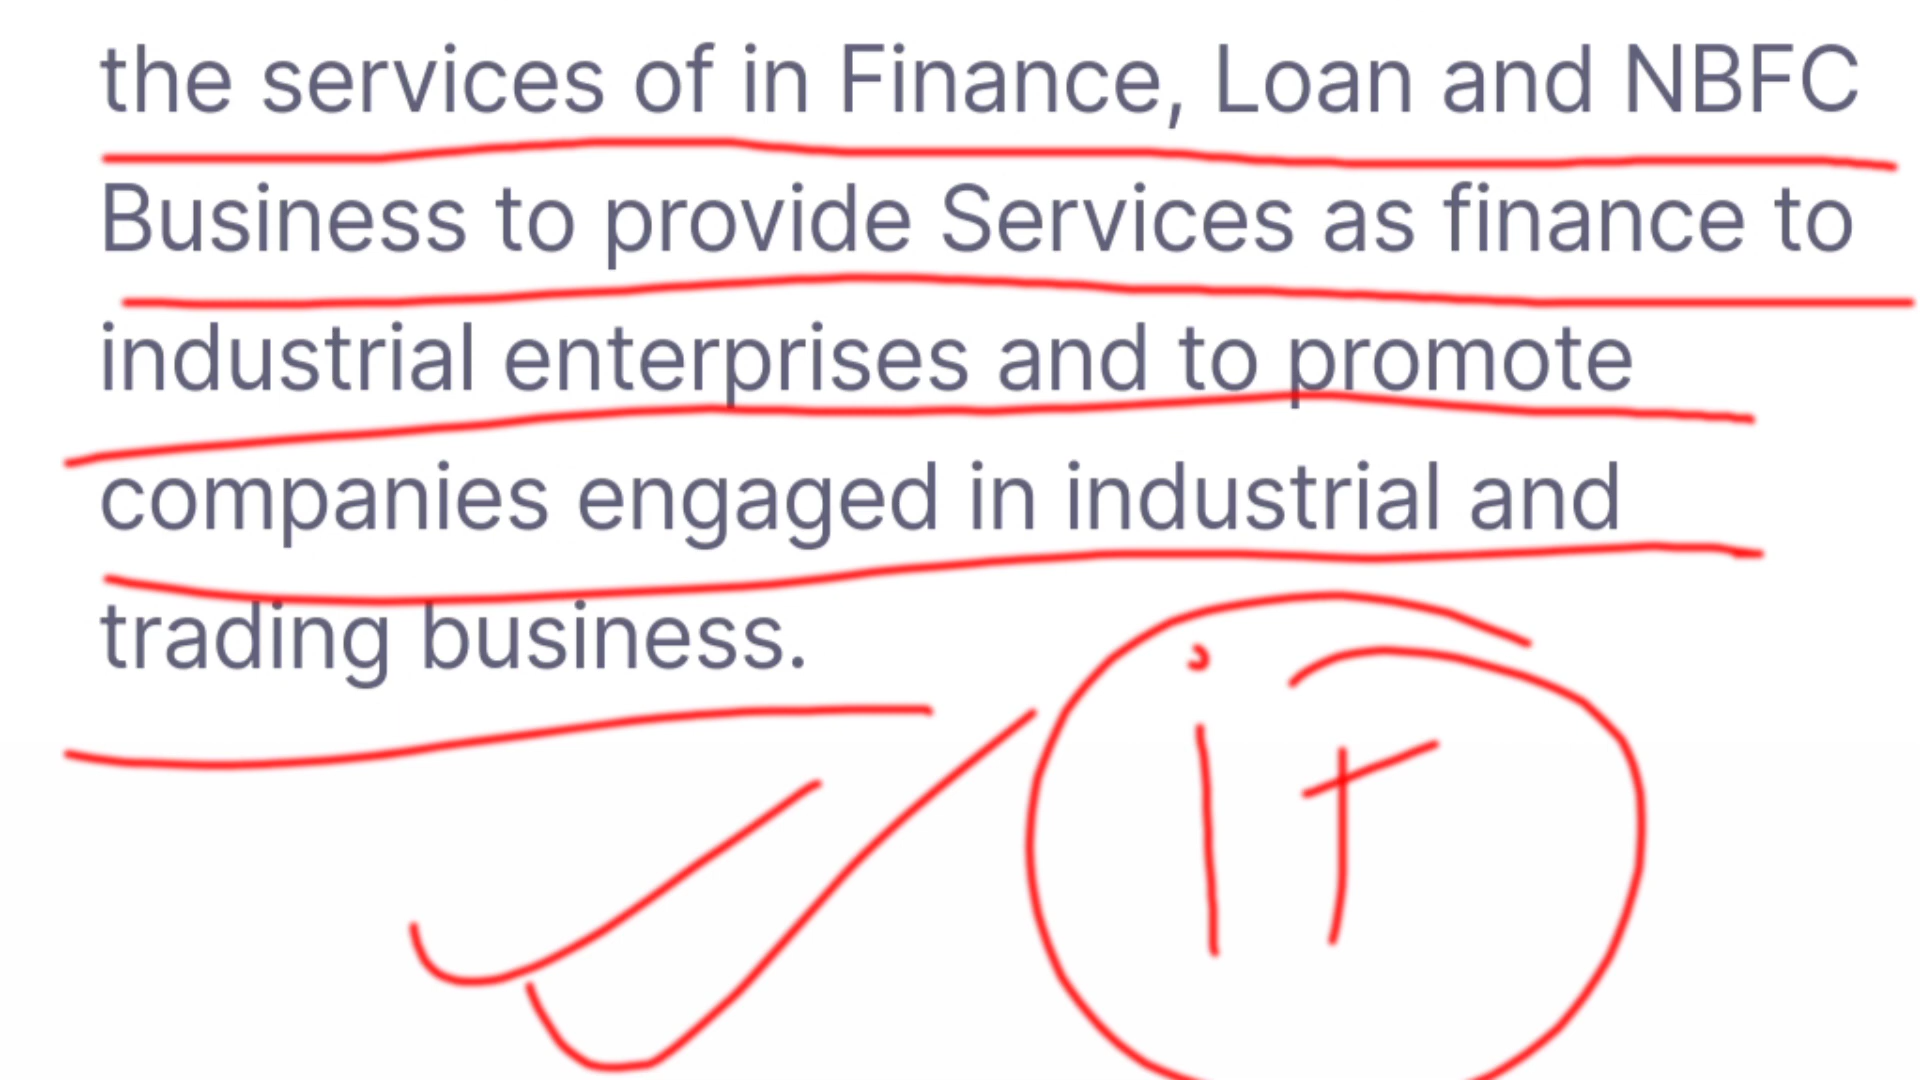 the services of in Finance, Loan and NBFC
Business to provide Services as finance to
industrial enterprises and to promote
companies engaged in industrial and
trading business.
iT